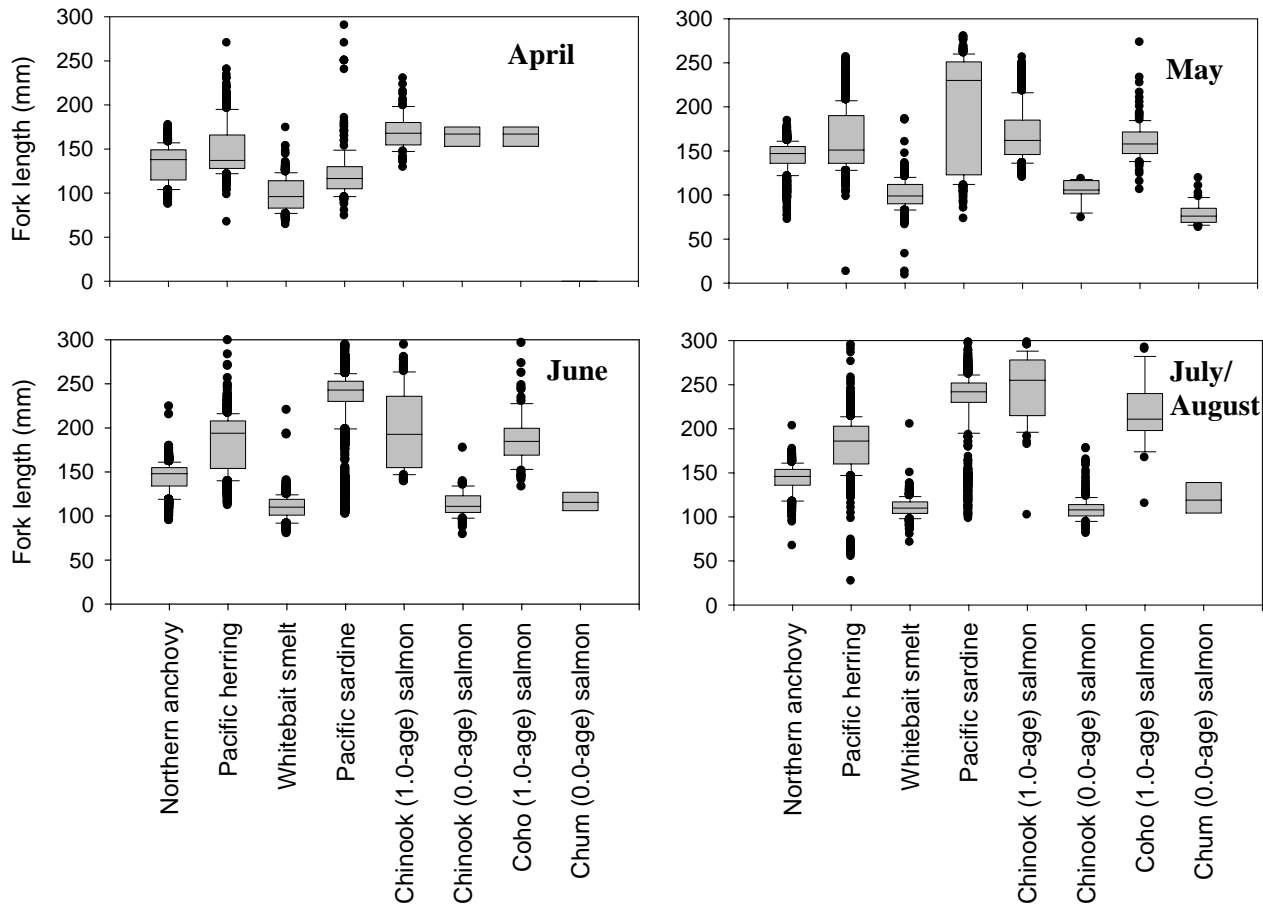 300
250
200
150
100
50
0
Fork length (mm)
April
300
250
200
150
100
50
0
May
300
250
200
150
100
50
0
Fork length (mm)
June
Northern anchovy
Pacific herring
Whitebait smelt
Pacific sardine
Chinook (1.0-age) salmon
Chinook (0.0-age) salmon
Coho (1.0-age) salmon
Chum (0.0-age) salmon
300
250
200
150
100
50
0
July/
August
Northern anchovy
Pacific herring
Whitebait smelt
Pacific sardine
Chinook (1.0-age) salmon
Chinook (0.0-age) salmon
Coho (1.0-age) salmon
Chum (0.0-age) salmon